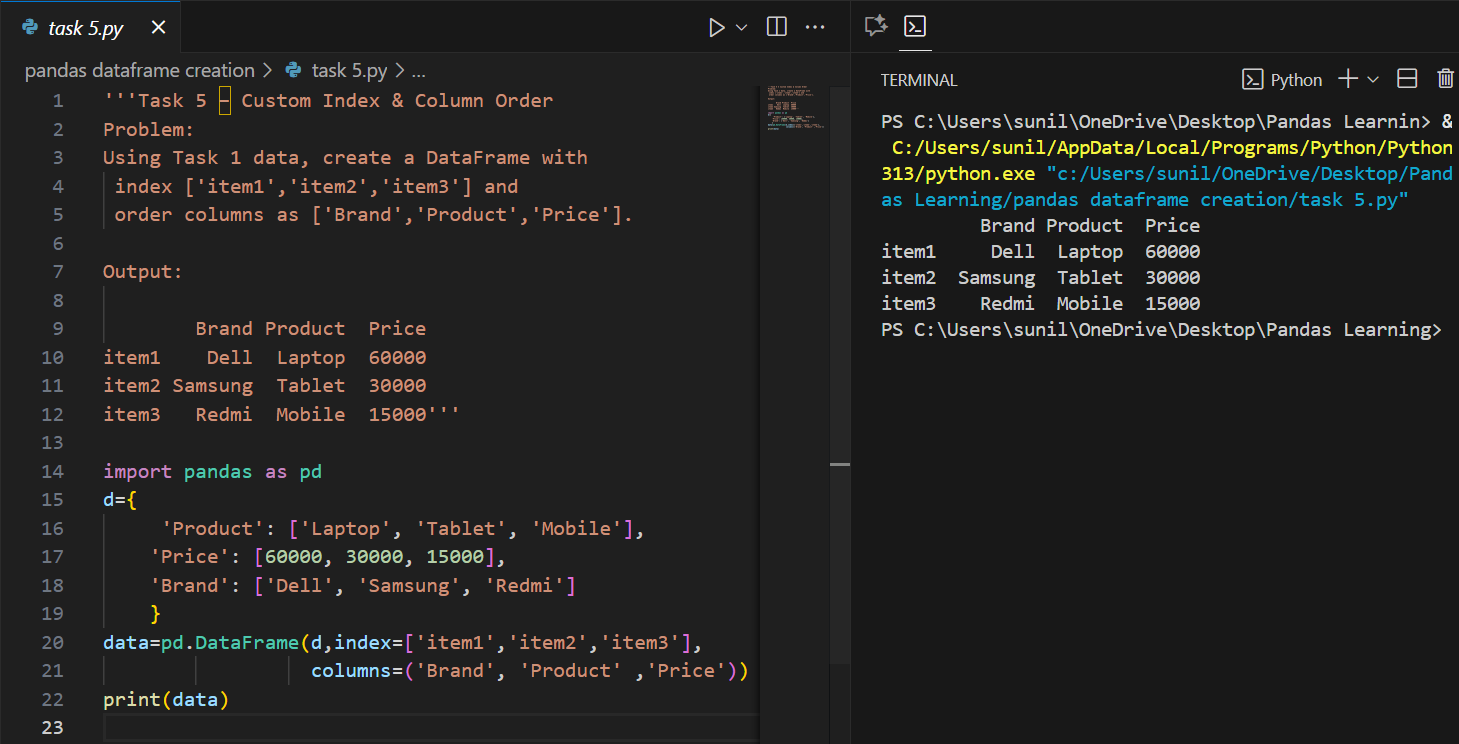 task 5.py
pandas dataframe creation > task 5.py > ...
1 '''Task 5 – Custom Index & Column Order
2 Problem:
3 Using Task 1 data, create a DataFrame with
4  index ['item1','item2','item3'] and
5  order columns as ['Brand','Product','Price'].
6
7 Output:
8
9         Brand Product  Price
10 item1    Dell  Laptop  60000
11 item2 Samsung  Tablet  30000
12 item3   Redmi  Mobile  15000'''
13
14 import pandas as pd
15 d={
16      'Product': ['Laptop', 'Tablet', 'Mobile'],
17     'Price': [60000, 30000, 15000],
18     'Brand': ['Dell', 'Samsung', 'Redmi']
19     }
20 data=pd.DataFrame(d,index=['item1','item2','item3'],
21                   columns=('Brand', 'Product' ,'Price'))
22 print(data)
23
TERMINAL
Python
PS C:\Users\sunil\OneDrive\Desktop\Pandas Learnin> &
 C:/Users/sunil/AppData/Local/Programs/Python/Python
313/python.exe "c:/Users/sunil/OneDrive/Desktop/Pand
as Learning/pandas dataframe creation/task 5.py"
         Brand Product  Price
item1     Dell  Laptop  60000
item2  Samsung  Tablet  30000
item3    Redmi  Mobile  15000
PS C:\Users\sunil\OneDrive\Desktop\Pandas Learning>